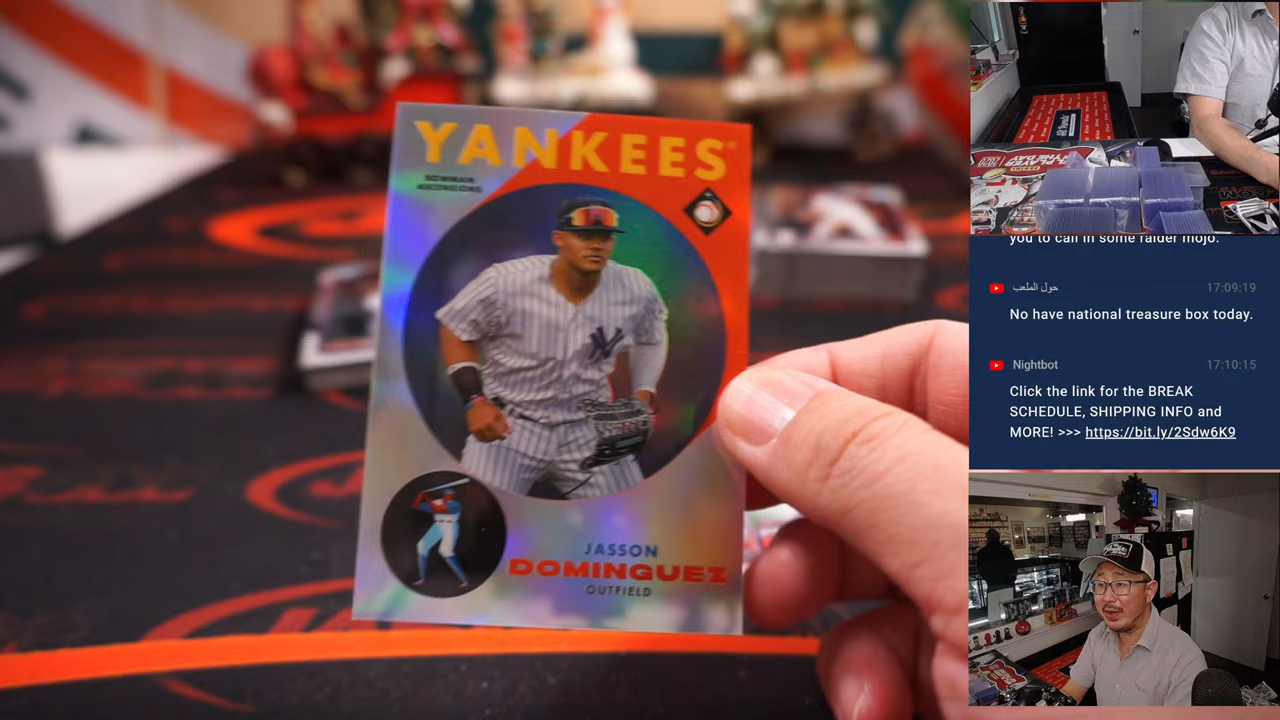 YANKEES
BOWMAN
ASCENSIONS
JASSON
DOMINGUEZ
OUTFIELD
you to call in some raider mojo.
حول الملعب 17:09:19
No have national treasure box today.
Nightbot 17:10:15
Click the link for the BREAK
SCHEDULE, SHIPPING INFO and
MORE! >>> https://bit.ly/2Sdw6K9